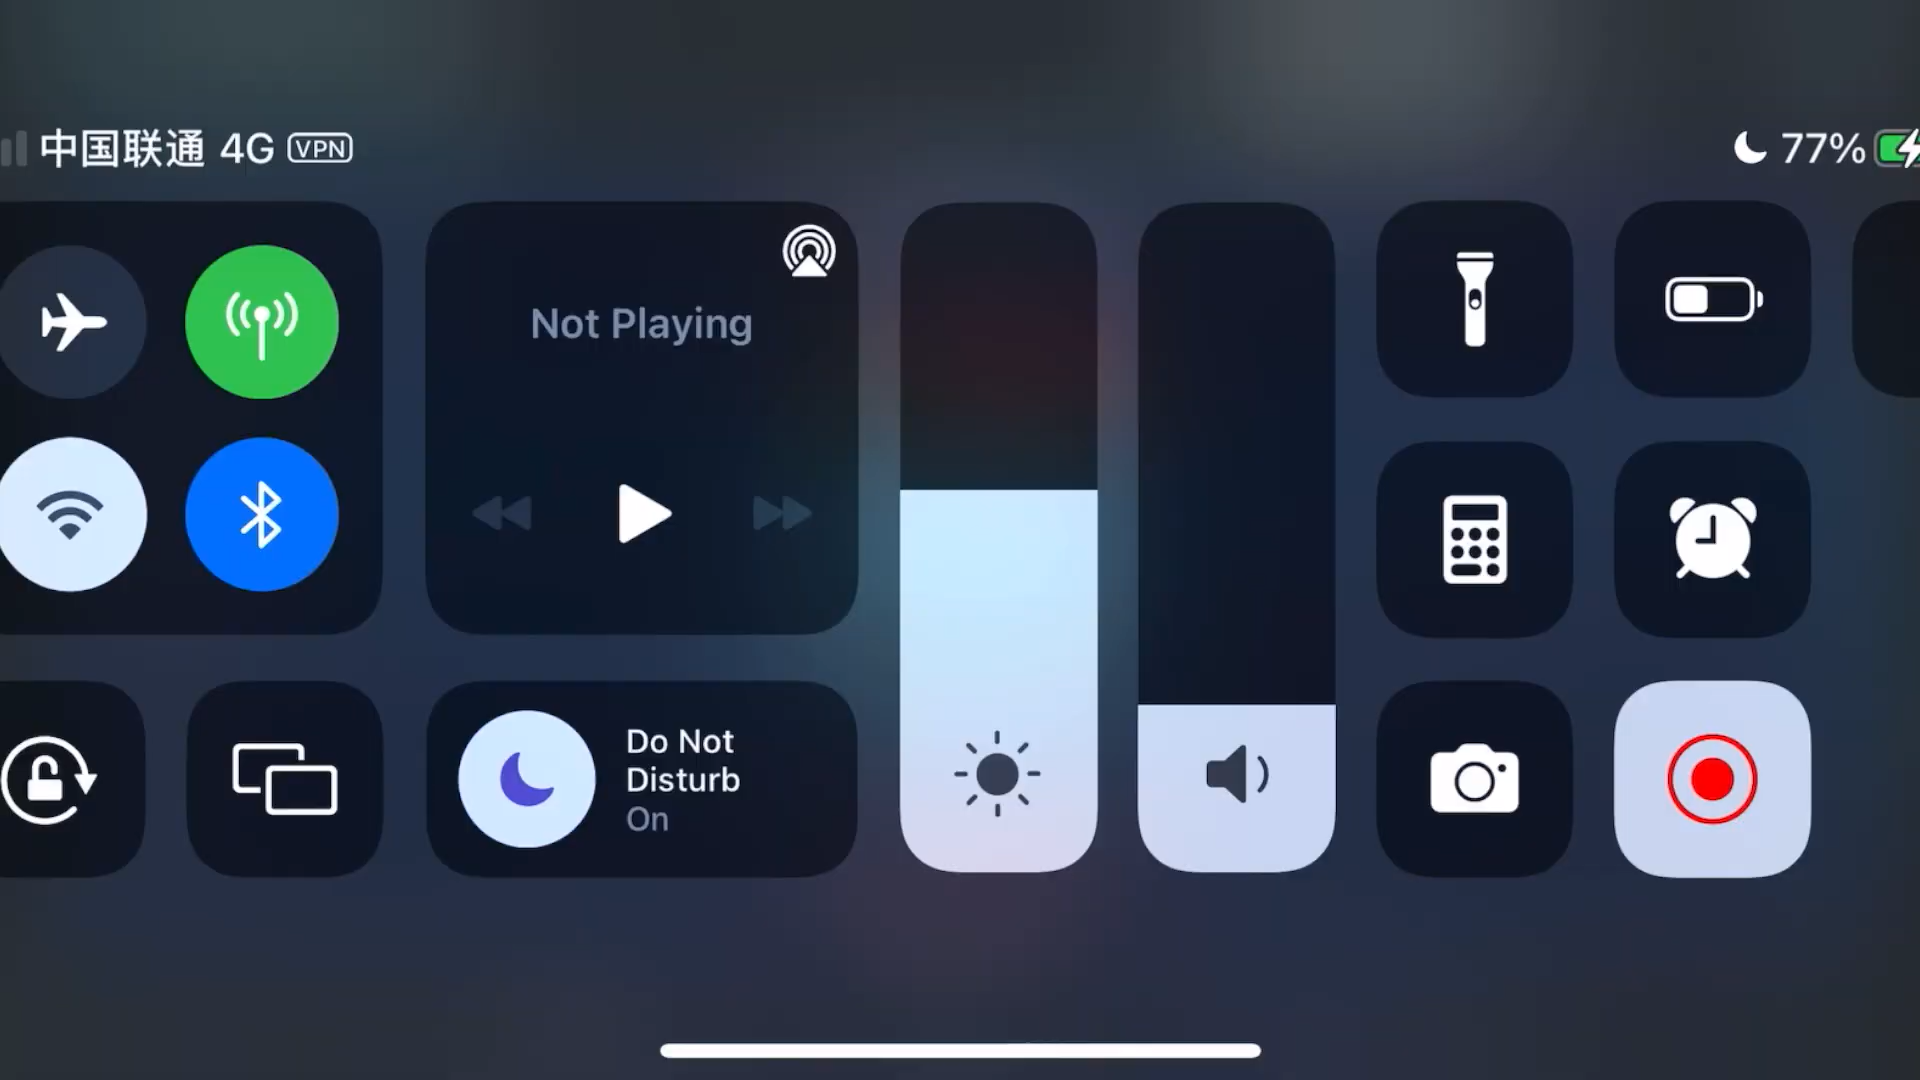 中国联通 4G VPN
77%
Not Playing
Do Not
Disturb
On